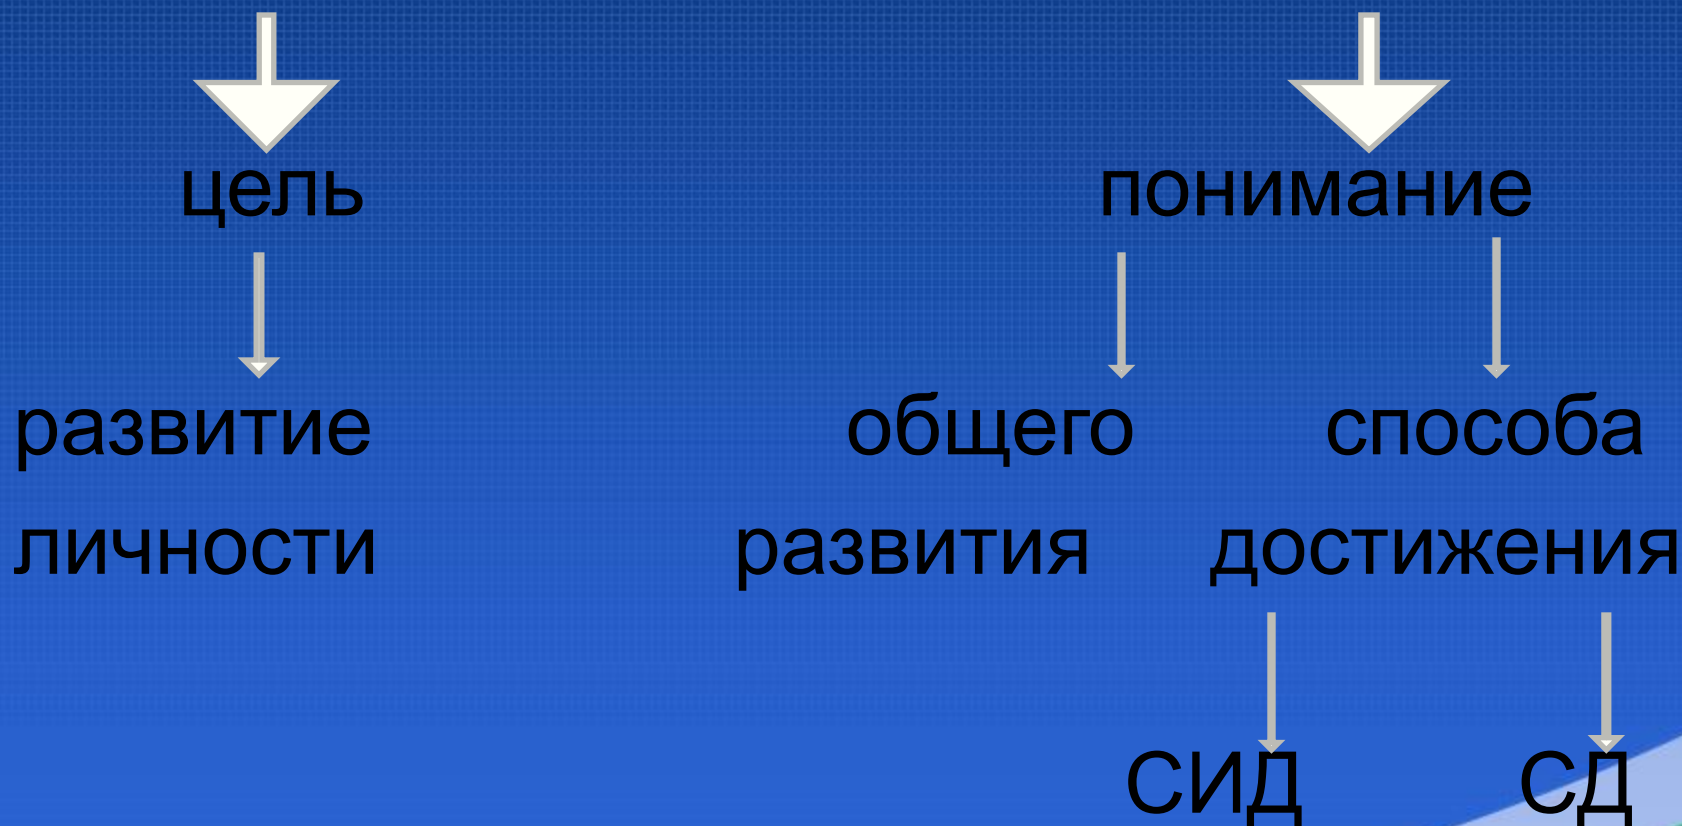 цель понимание
развитие общего способа
личности развития достижения
СИД СД